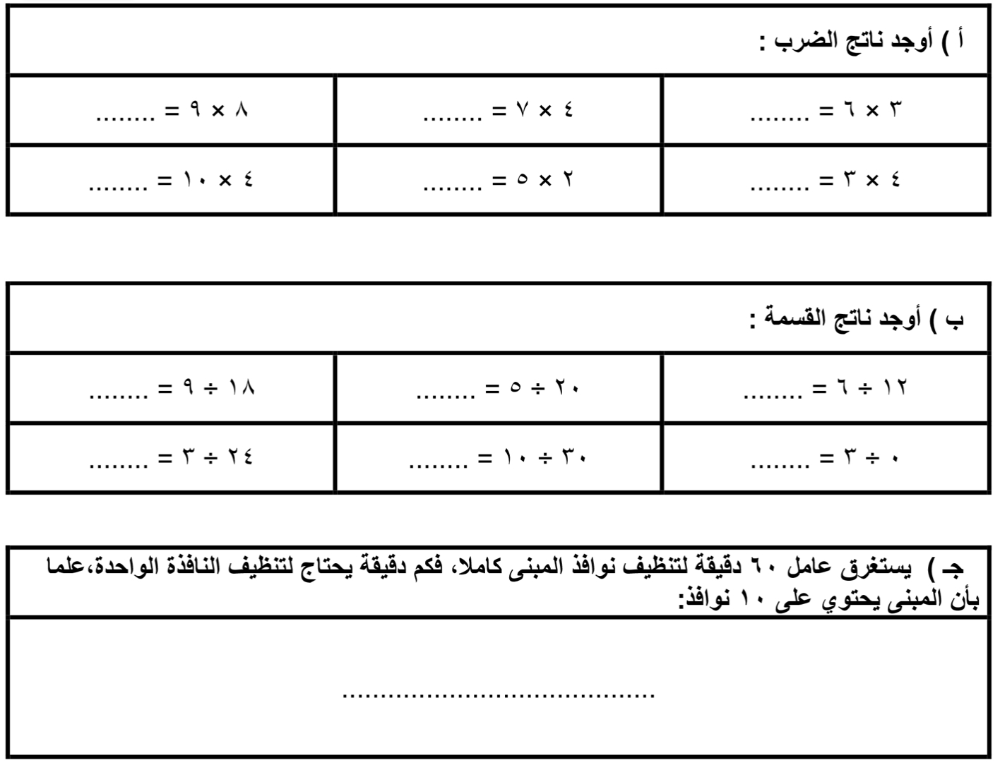 أ ) أوجد ناتج الضرب :
٣ × ٦ = ........
٤ × ٧ = ........
٨ × ٩ = ........
٤ × ٣ = ........
٢ × ٥ = ........
٤ × ١٠ = ........
ب ) أوجد ناتج القسمة :
١٢ ÷ ٦ = ........
٢٠ ÷ ٥ = ........
١٨ ÷ ٩ = ........
٠ ÷ ٣ = ........
٣٠ ÷ ١٠ = ........
٢٤ ÷ ٣ = ........
جـ ) يستغرق عامل ٦٠ دقيقة لتنظيف نوافذ المبنى كاملا، فكم دقيقة يحتاج لتنظيف النافذة الواحدة،علما
بأن المبنى يحتوي على ١٠ نوافذ:
.........................................